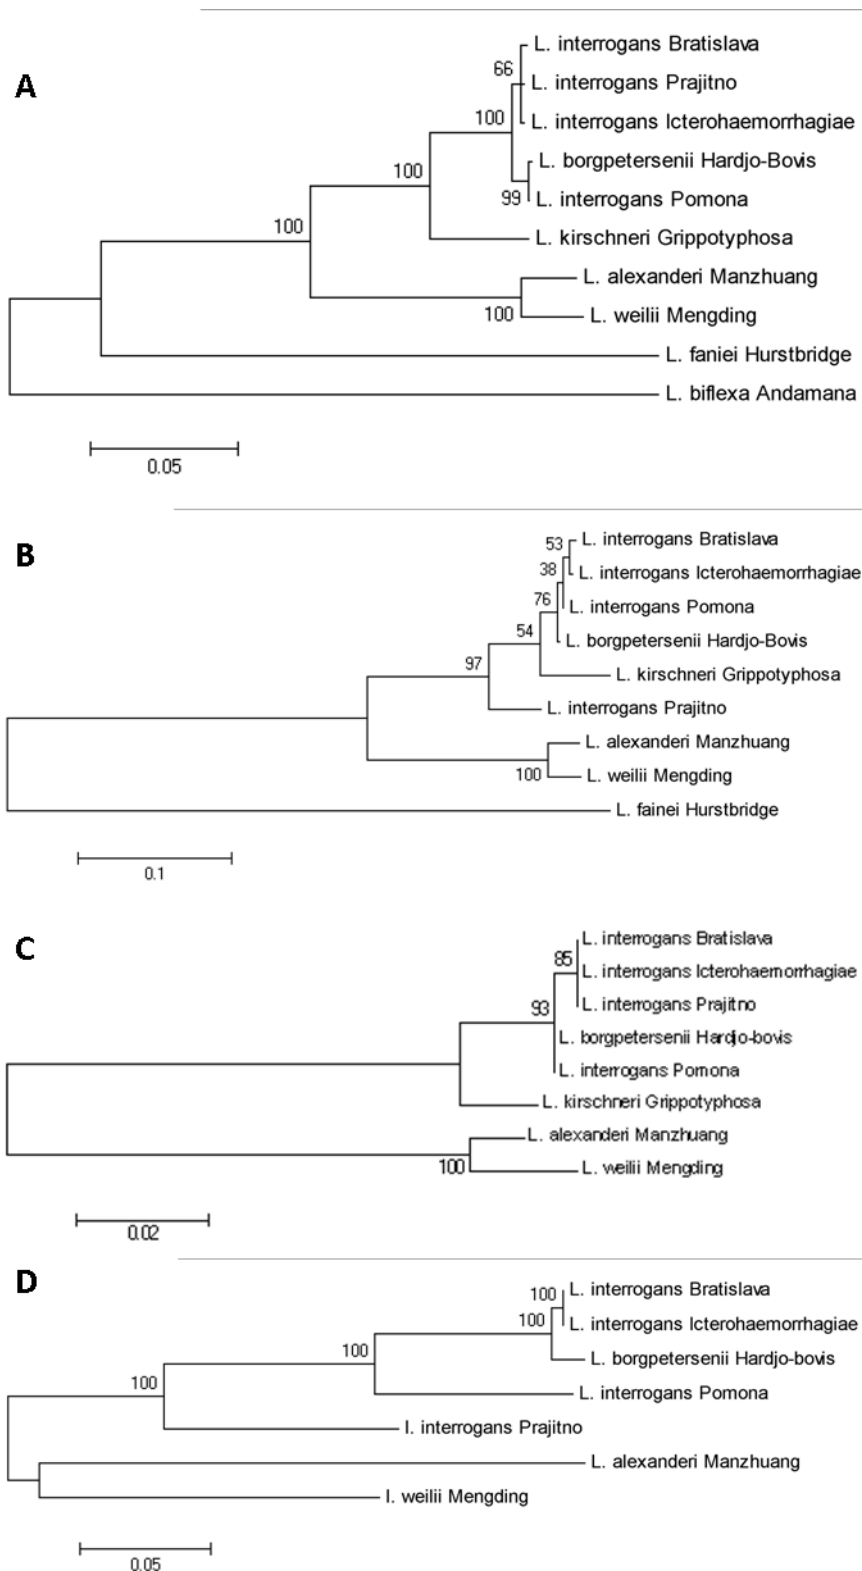 A
L. interrogans Bratislava
66
L. interrogans Prajitno
L. interrogans Icterohaemorrhagiae
100
L. borgpetersenii Hardjo-Bovis
100
99
L. interrogans Pomona
100
L. kirschneri Grippotyphosa
L. alexanderi Manzhuang
100
L. weilii Mengding
L. faniei Hurstbridge
L. biflexa Andamana
0.05
B
L. interrogans Bratislava
53
L. interrogans Icterohaemorrhagiae
38
L. interrogans Pomona
76
L. borgpetersenii Hardjo-Bovis
54
L. kirschneri Grippotyphosa
97
L. interrogans Prajitno
L. alexanderi Manzhuang
100
L. weilii Mengding
L. fainei Hurstbridge
0.1
C
L. interrogans Bratislava
85
L. interrogans Icterohaemorrhagiae
L. interrogans Prajitno
93
L. borgpetersenii Hardjo-bovis
L. interrogans Pomona
L. kirschneri Grippotyphosa
L. alexanderi Manzhuang
100
L. weilii Mengding
0.02
D
L. interrogans Bratislava
100
L. interrogans Icterohaemorrhagiae
100
L. borgpetersenii Hardjo-bovis
100
L. interrogans Pomona
100
l. interrogans Prajitno
L. alexanderi Manzhuang
l. weilii Mengding
0.05